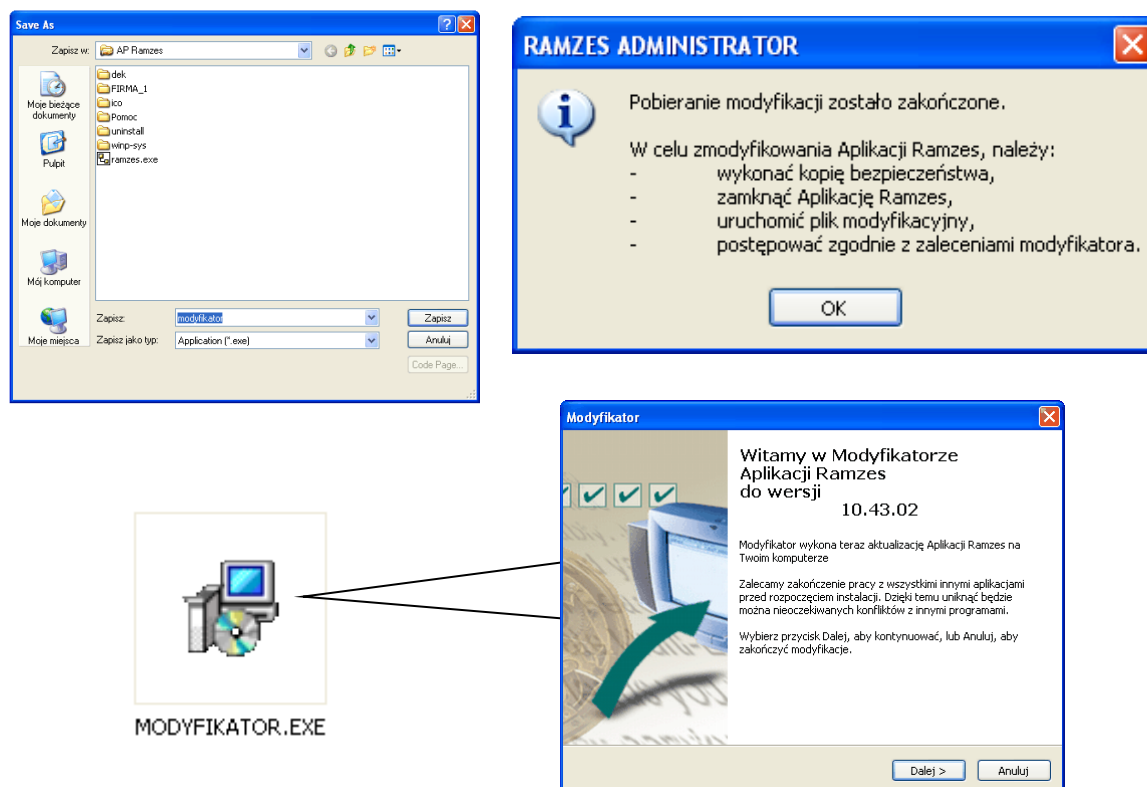 Save As
Zapisz w:
AP Ramzes
Moje bieżące
dokumenty
Pulpit
Moje dokumenty
Mój komputer
Moje miejsca
dek
FIRMA_1
ico
Pomoc
uninstall
winp-sys
ramzes.exe
Zapisz:
modyfikator
Zapisz
Zapisz jako typ:
Application (*.exe)
Anuluj
Code Page...
RAMZES ADMINISTRATOR
Pobieranie modyfikacji zostało zakończone.
W celu zmodyfikowania Aplikacji Ramzes, należy:
- wykonać kopię bezpieczeństwa,
- zamknąć Aplikację Ramzes,
- uruchomić plik modyfikacyjny,
- postępować zgodnie z zaleceniami modyfikatora.
OK
MODYFIKATOR.EXE
Modyfikator
Witamy w Modyfikatorze
Aplikacji Ramzes
do wersji
10.43.02
Modyfikator wykona teraz aktualizację Aplikacji Ramzes na
Twoim komputerze
Zalecamy zakończenie pracy z wszystkimi innymi aplikacjami
przed rozpoczęciem instalacji. Dzięki temu uniknąć będzie
można nieoczekiwanych konfliktów z innymi programami.
Wybierz przycisk Dalej, aby kontynuować, lub Anuluj, aby
zakończyć modyfikacje.
Dalej >
Anuluj